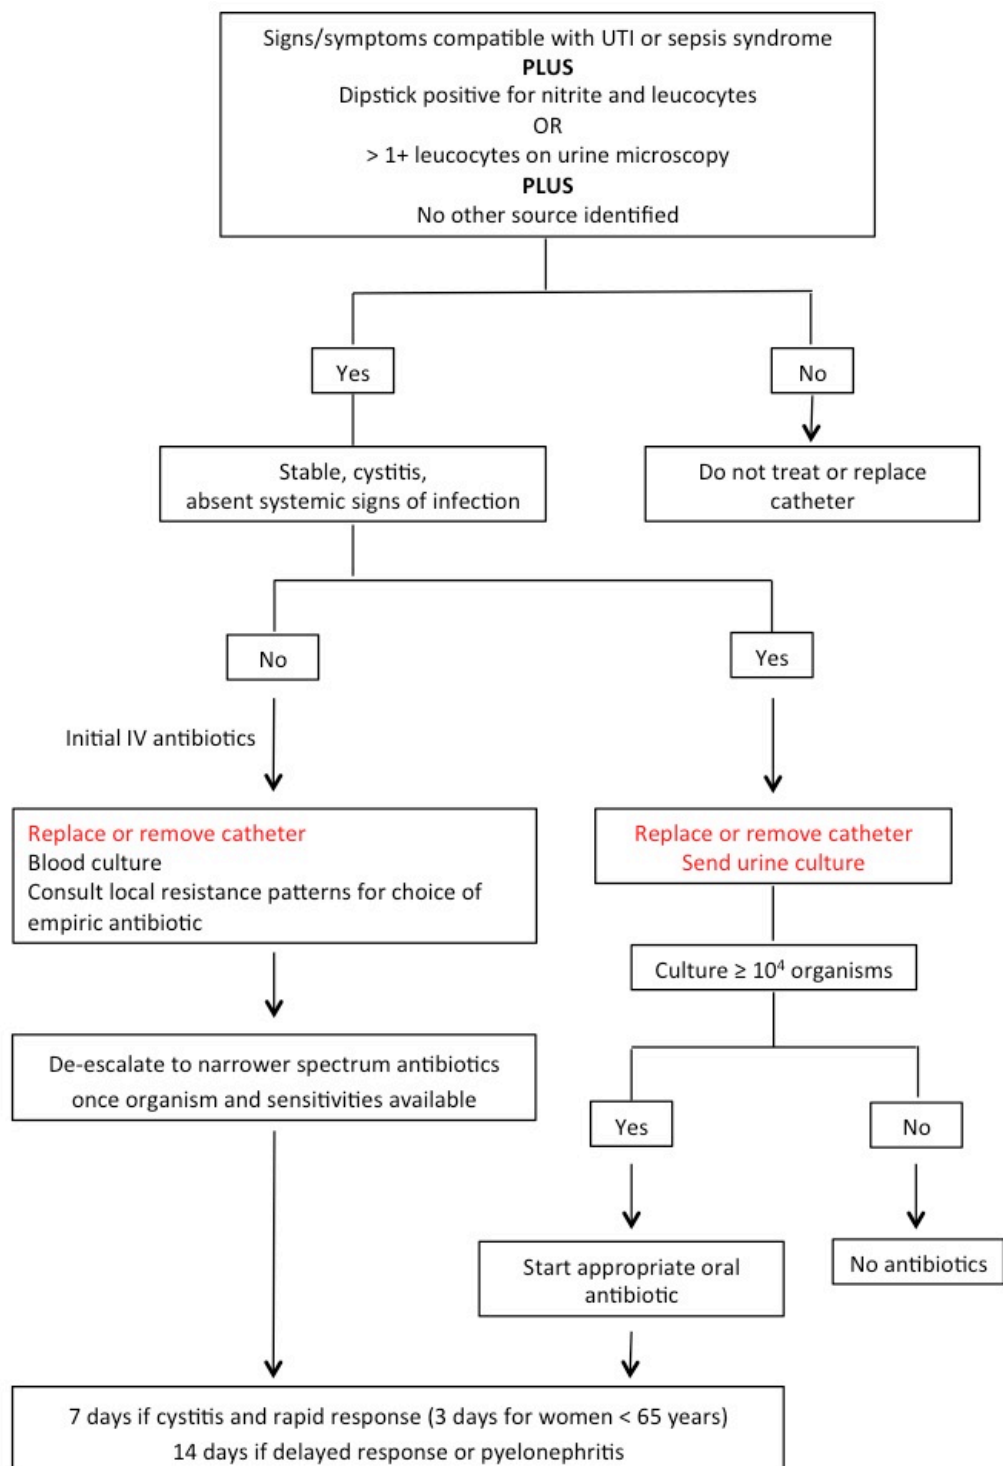 Signs/symptoms compatible with UTI or sepsis syndrome
PLUS
Dipstick positive for nitrite and leucocytes
OR
> 1+ leucocytes on urine microscopy
PLUS
No other source identified
Yes
No
Stable, cystitis,
absent systemic signs of infection
Do not treat or replace
catheter
No
Yes
Initial IV antibiotics
Replace or remove catheter
Blood culture
Consult local resistance patterns for choice of
empiric antibiotic
Replace or remove catheter
Send urine culture
Culture ≥ 10⁴ organisms
De-escalate to narrower spectrum antibiotics
once organism and sensitivities available
Yes
No
Start appropriate oral
antibiotic
No antibiotics
7 days if cystitis and rapid response (3 days for women < 65 years)
14 days if delayed response or pyelonephritis